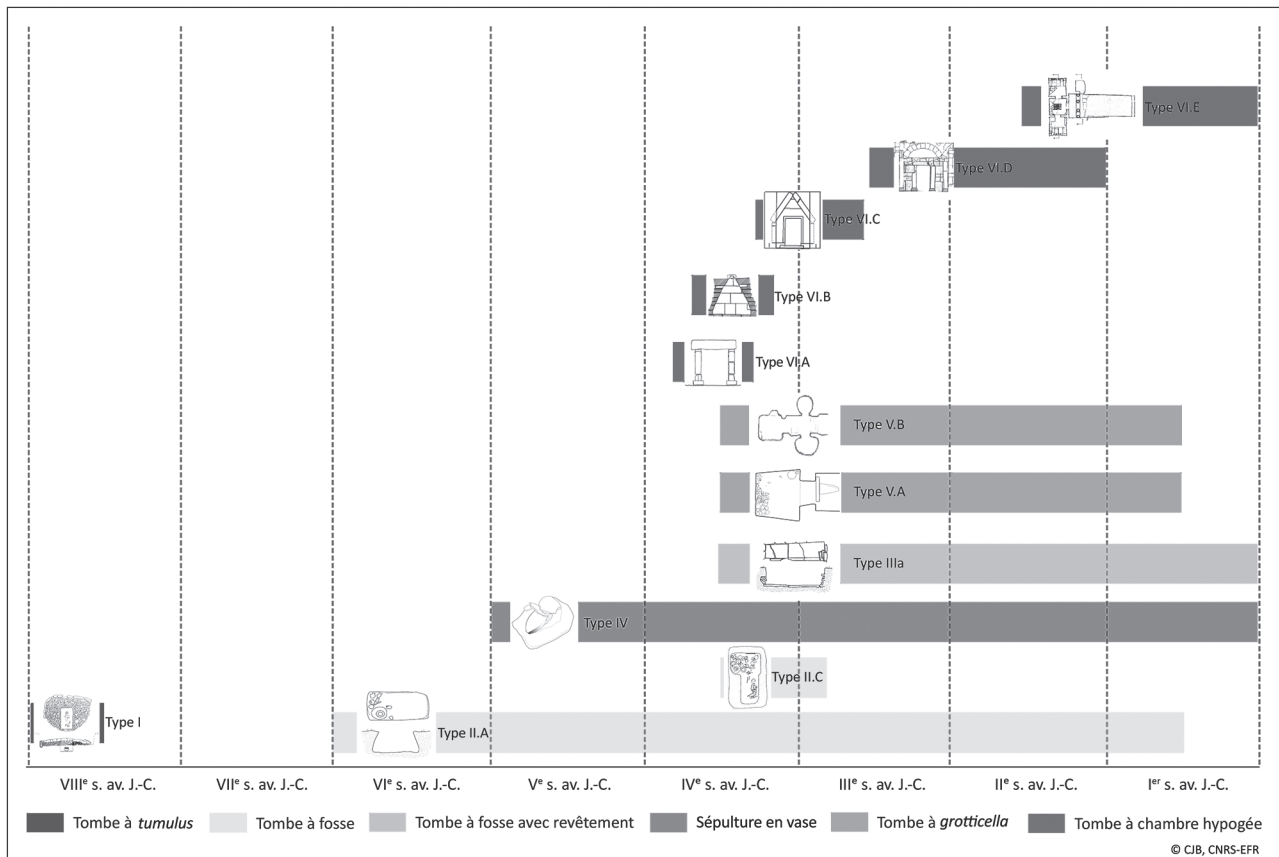 Type VI.E
Type VI.D
Type VI.C
Type VI.B
Type VI.A
Type V.B
Type V.A
Type IIIa
Type IV
Type II.C
Type I
Type II.A
VIIIe s. av. J.-C. VIIe s. av. J.-C. VIe s. av. J.-C. Ve s. av. J.-C. IVe s. av. J.-C. IIIe s. av. J.-C. IIe s. av. J.-C. Ier s. av. J.-C.
Tombe à tumulus Tombe à fosse Tombe à fosse avec revêtement Sépulture en vase Tombe à grotticella Tombe à chambre hypogée
© CJB, CNRS-EFR